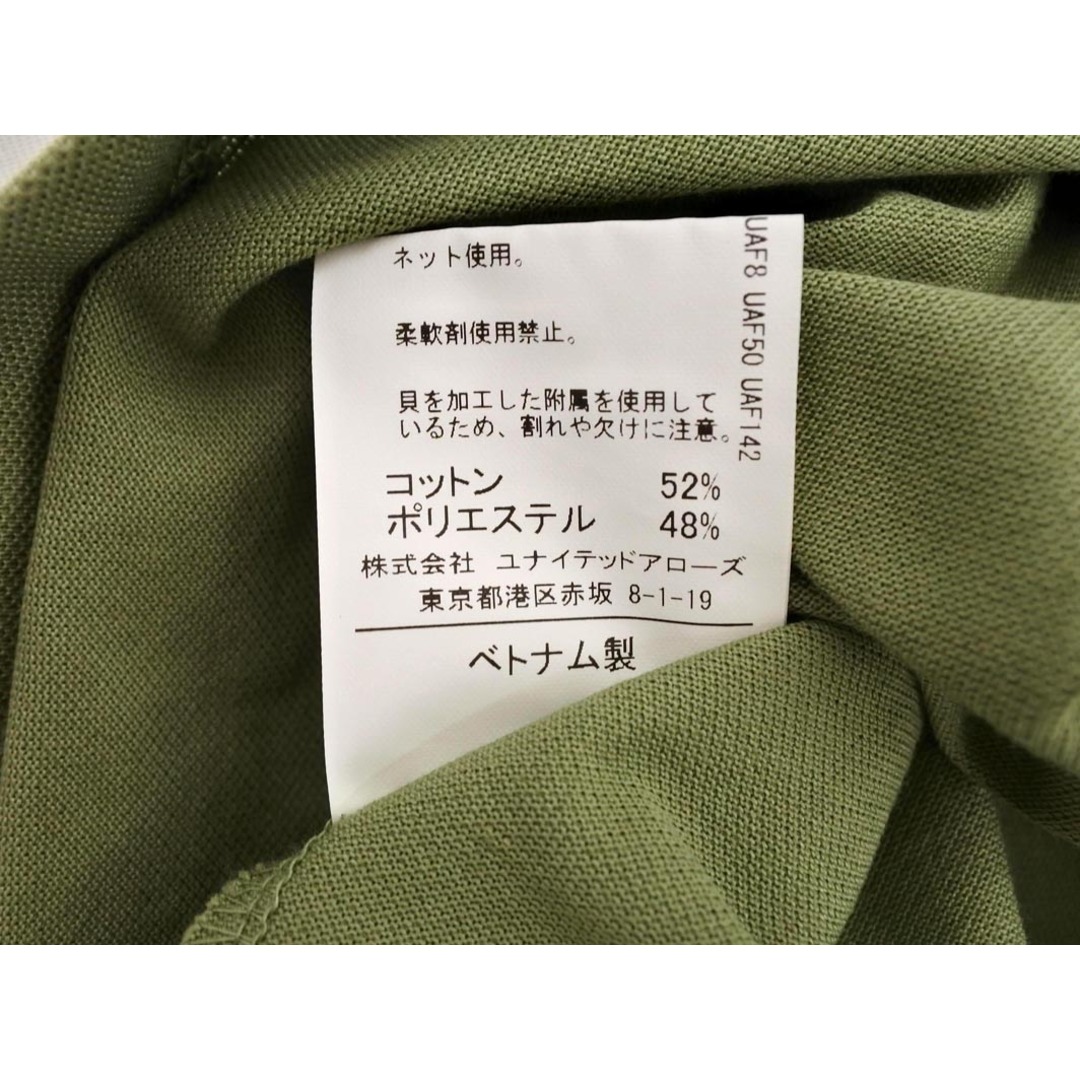 ネット使用。
柔軟剤使用禁止。
貝を加工した附属を使用して
いるため、割れや欠けに注意。
コットン 52%
ポリエステル 48%
株式会社 ユナイテッドアローズ
東京都港区赤坂 8-1-19
ベトナム製
UAF8 UAF50 UAF142